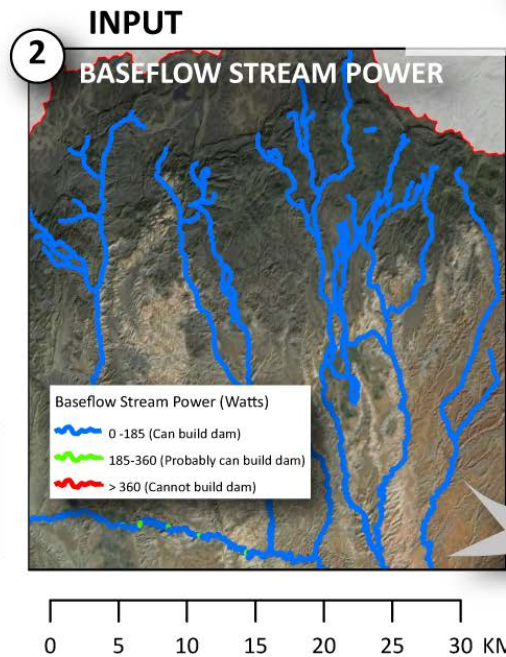 INPUT
2
BASEFLOW STREAM POWER
Baseflow Stream Power (Watts)
0 -185 (Can build dam)
185-360 (Probably can build dam)
> 360 (Cannot build dam)
0 5 10 15 20 25 30 KM